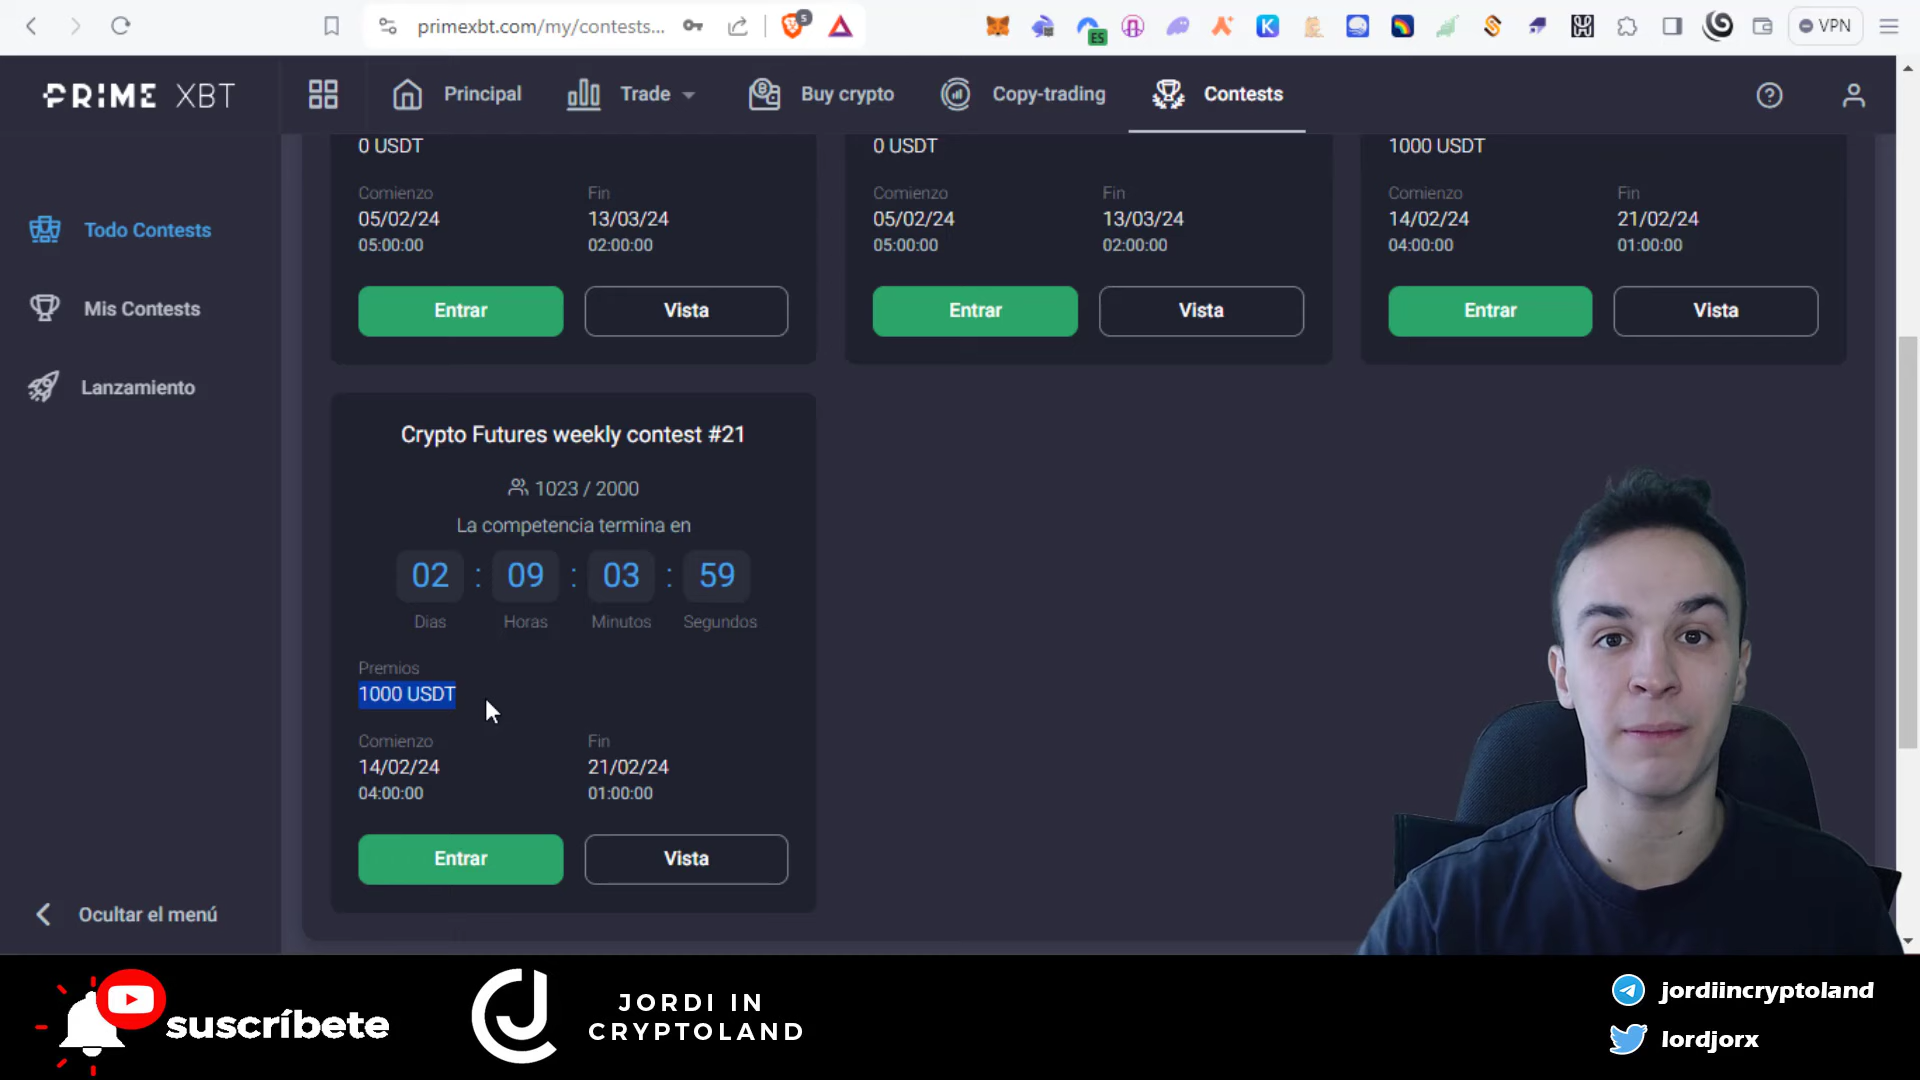 primexbt.com/my/contests...
5
ES
VPN
PRIME XBT
Principal
Trade
Buy crypto
Copy-trading
Contests
Todo Contests
Mis Contests
Lanzamiento
Ocultar el menú
0 USDT
Comienzo
Fin
05/02/24
13/03/24
05:00:00
02:00:00
Entrar
Vista
0 USDT
Comienzo
Fin
05/02/24
13/03/24
05:00:00
02:00:00
Entrar
Vista
1000 USDT
Comienzo
Fin
14/02/24
21/02/24
04:00:00
01:00:00
Entrar
Vista
Crypto Futures weekly contest #21
1023 / 2000
La competencia termina en
02 : 09 : 03 : 59
Dias Horas Minutos Segundos
Premios
1000 USDT
Comienzo
Fin
14/02/24
21/02/24
04:00:00
01:00:00
Entrar
Vista
suscríbete
JORDI IN
CRYPTOLAND
jordiincryptoland
lordjorx